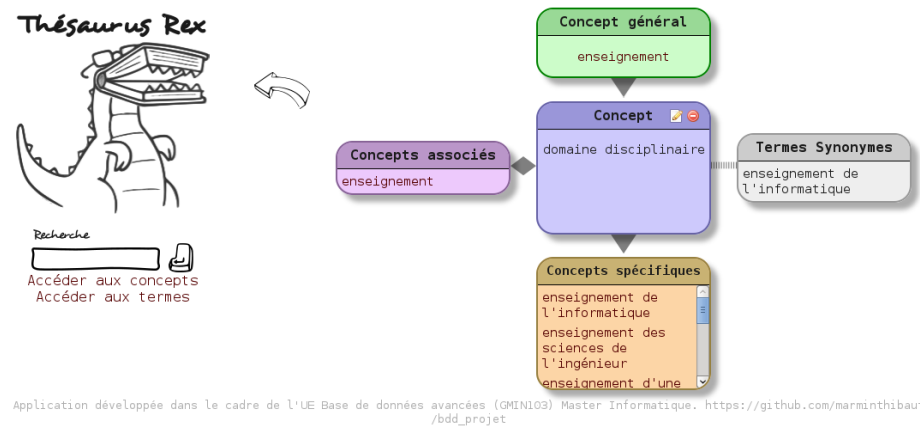 Thésaurus Rex
Recherche
Accéder aux concepts
Accéder aux termes
Concept général
enseignement
Concepts associés
enseignement
Concept
domaine disciplinaire
Termes Synonymes
enseignement de
l'informatique
Concepts spécifiques
enseignement de
l'informatique
enseignement des
sciences de
l'ingénieur
enseignement d'une
Application développée dans le cadre de l'UE Base de données avancées (GMIN103) Master Informatique. https://github.com/marminthibaut
/bdd_projet